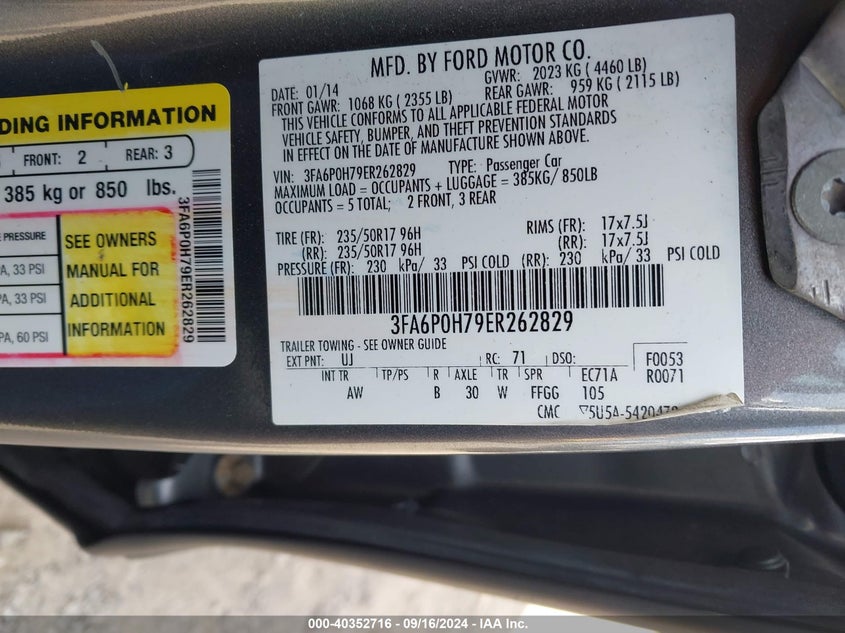 DING INFORMATION
FRONT: 2 REAR: 3
385 kg or 850 lbs.
PRESSURE
A, 33 PSI
PA, 33 PSI
PA, 60 PSI
SEE OWNERS
MANUAL FOR
ADDITIONAL
INFORMATION
3FA6P0H79ER262829
MFD. BY FORD MOTOR CO.
DATE: 01/14 GVWR: 2023 KG ( 4460 LB)
FRONT GAWR: 1068 KG ( 2355 LB) REAR GAWR: 959 KG ( 2115 LB)
THIS VEHICLE CONFORMS TO ALL APPLICABLE FEDERAL MOTOR
VEHICLE SAFETY, BUMPER, AND THEFT PREVENTION STANDARDS
IN EFFECT ON THE DATE OF MANUFACTURE SHOWN ABOVE.
VIN: 3FA6P0H79ER262829 TYPE: Passenger Car
MAXIMUM LOAD = OCCUPANTS + LUGGAGE = 385KG/ 850LB
OCCUPANTS = 5 TOTAL; 2 FRONT, 3 REAR
TIRE (FR): 235/50R17 96H RIMS (FR): 17x7.5J
(RR): 235/50R17 96H (RR): 17x7.5J
PRESSURE (FR): 230 kPa/ 33 PSI COLD (RR): 230 kPa/ 33 PSI COLD
3FA6P0H79ER262829
TRAILER TOWING - SEE OWNER GUIDE
EXT PNT: UJ RC: 71 DSO: F0053
INT TR TP/PS R AXLE TR SPR EC71A R0071
AW B 30 W FFGG 105
CMC 5U5A-5420472
000-40352716 - 09/16/2024 - IAA Inc.